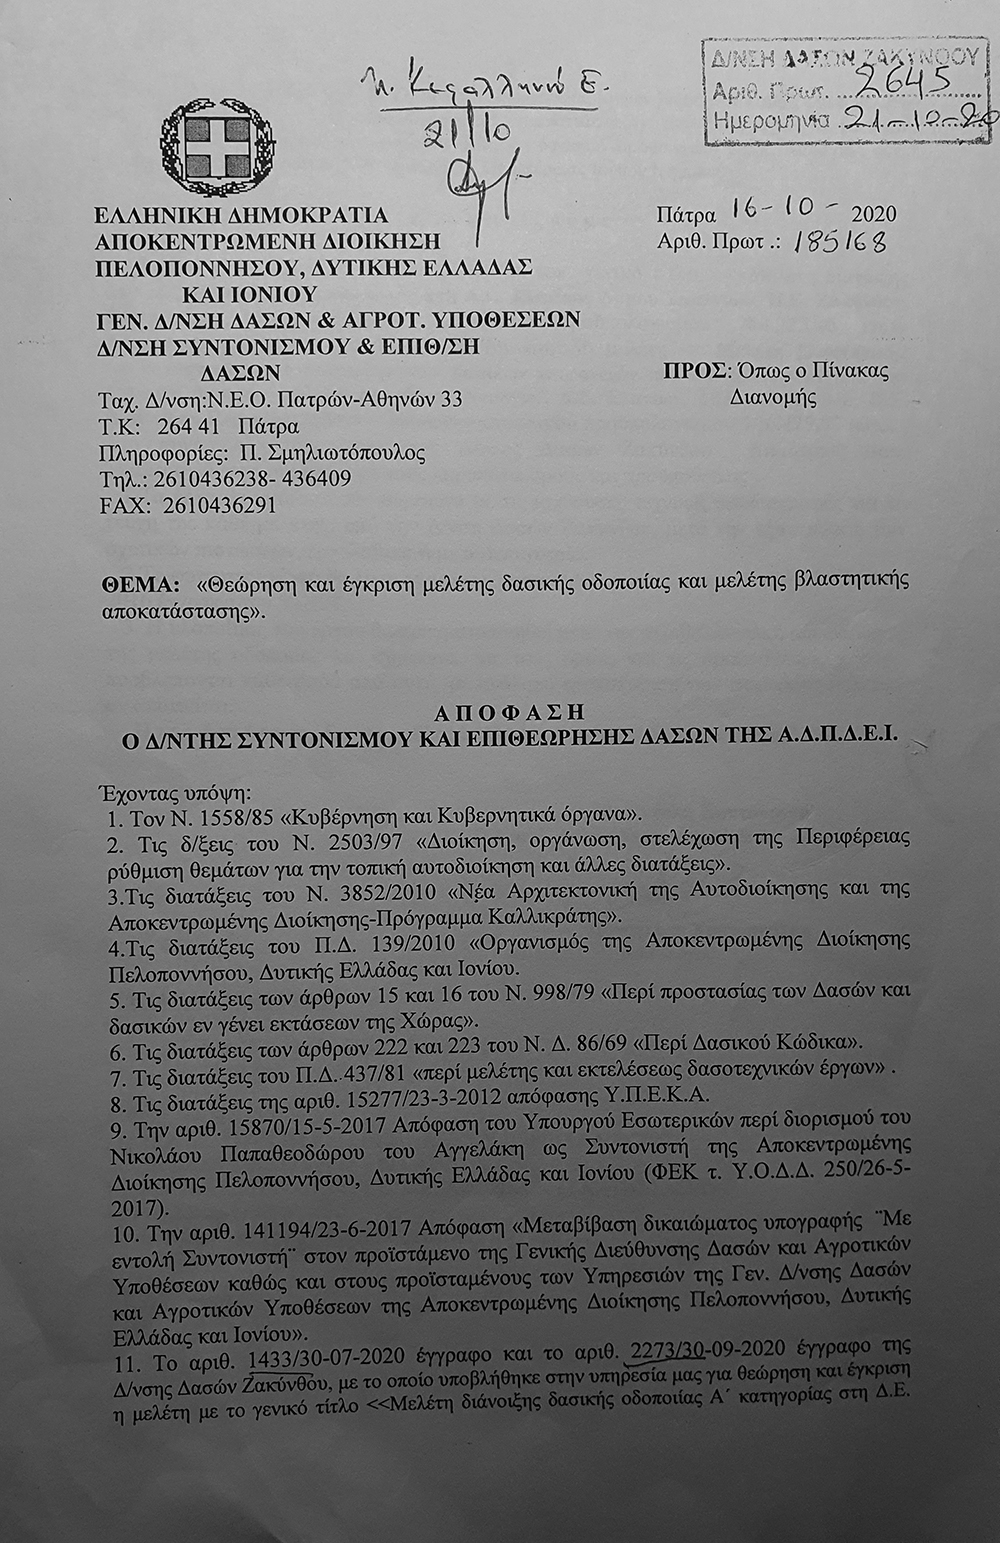 κ. Κεφαλληνού Ε.
21/10
Δ/ΝΣΗ ΔΑΣΩΝ ΖΑΚΥΝΘΟΥ
Αριθ. Πρωτ. ..2645..
Ημερομηνία ..21-10-20
ΕΛΛΗΝΙΚΗ ΔΗΜΟΚΡΑΤΙΑ
ΑΠΟΚΕΝΤΡΩΜΕΝΗ ΔΙΟΙΚΗΣΗ
ΠΕΛΟΠΟΝΝΗΣΟΥ, ΔΥΤΙΚΗΣ ΕΛΛΑΔΑΣ
ΚΑΙ ΙΟΝΙΟΥ
ΓΕΝ. Δ/ΝΣΗ ΔΑΣΩΝ & ΑΓΡΟΤ. ΥΠΟΘΕΣΕΩΝ
Δ/ΝΣΗ ΣΥΝΤΟΝΙΣΜΟΥ & ΕΠΙΘ/ΣΗ
ΔΑΣΩΝ
Ταχ. Δ/νση:Ν.Ε.Ο. Πατρών-Αθηνών 33
Τ.Κ: 264 41 Πάτρα
Πληροφορίες: Π. Σμηλιωτόπουλος
Τηλ.: 2610436238- 436409
FAX: 2610436291
Πάτρα 16-10- 2020
Αριθ. Πρωτ .: 185168
ΠΡΟΣ: Όπως ο Πίνακας
Διανομής
ΘΕΜΑ: «Θεώρηση και έγκριση μελέτης δασικής οδοποιίας και μελέτης βλαστητικής
αποκατάστασης».
Α Π Ο Φ Α Σ Η
Ο Δ/ΝΤΗΣ ΣΥΝΤΟΝΙΣΜΟΥ ΚΑΙ ΕΠΙΘΕΩΡΗΣΗΣ ΔΑΣΩΝ ΤΗΣ Α.Δ.Π.Δ.Ε.Ι.
Έχοντας υπόψη:
1. Τον Ν. 1558/85 «Κυβέρνηση και Κυβερνητικά όργανα».
2. Τις δ/ξεις του Ν. 2503/97 «Διοίκηση, οργάνωση, στελέχωση της Περιφέρειας
ρύθμιση θεμάτων για την τοπική αυτοδιοίκηση και άλλες διατάξεις».
3.Τις διατάξεις του Ν. 3852/2010 «Νέα Αρχιτεκτονική της Αυτοδιοίκησης και της
Αποκεντρωμένης Διοίκησης-Πρόγραμμα Καλλικράτης».
4.Τις διατάξεις του Π.Δ. 139/2010 «Οργανισμός της Αποκεντρωμένης Διοίκησης
Πελοποννήσου, Δυτικής Ελλάδας και Ιονίου.
5. Τις διατάξεις των άρθρων 15 και 16 του Ν. 998/79 «Περί προστασίας των Δασών και
δασικών εν γένει εκτάσεων της Χώρας».
6. Τις διατάξεις των άρθρων 222 και 223 του Ν. Δ. 86/69 «Περί Δασικού Κώδικα».
7. Τις διατάξεις του Π.Δ. 437/81 «περί μελέτης και εκτελέσεως δασοτεχνικών έργων» .
8. Τις διατάξεις της αριθ. 15277/23-3-2012 απόφασης Υ.Π.Ε.Κ.Α.
9. Την αριθ. 15870/15-5-2017 Απόφαση του Υπουργού Εσωτερικών περί διορισμού του
Νικολάου Παπαθεοδώρου του Αγγελάκη ως Συντονιστή της Αποκεντρωμένης
Διοίκησης Πελοποννήσου, Δυτικής Ελλάδας και Ιονίου (ΦΕΚ τ. Υ.Ο.Δ.Δ. 250/26-5-
2017).
10. Την αριθ. 141194/23-6-2017 Απόφαση «Μεταβίβαση δικαιώματος υπογραφής ¨Με
εντολή Συντονιστή¨ στον προϊστάμενο της Γενικής Διεύθυνσης Δασών και Αγροτικών
Υποθέσεων καθώς και στους προϊσταμένους των Υπηρεσιών της Γεν. Δ/νσης Δασών
και Αγροτικών Υποθέσεων της Αποκεντρωμένης Διοίκησης Πελοποννήσου, Δυτικής
Ελλάδας και Ιονίου».
11. Το αριθ. 1433/30-07-2020 έγγραφο και το αριθ. 2273/30-09-2020 έγγραφο της
Δ/νσης Δασών Ζακύνθου, με το οποίο υποβλήθηκε στην υπηρεσία μας για θεώρηση και έγκριση
η μελέτη με το γενικό τίτλο <<Μελέτη διάνοιξης δασικής οδοποιίας Α΄ κατηγορίας στη Δ.Ε.